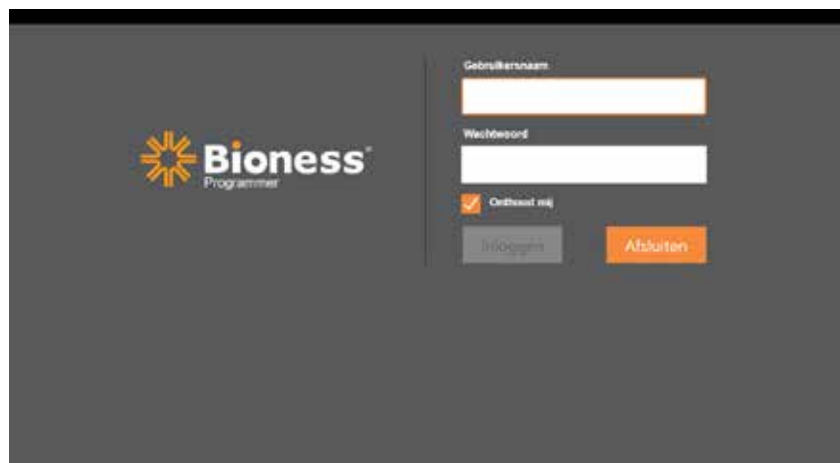 Bioness®
Programmer
Gebruikersnaam
Wachtwoord
Onthoud mij
Inloggen
Afsluiten